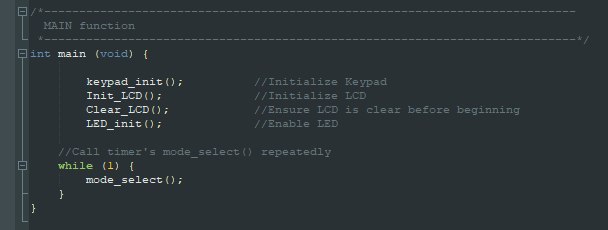 /*----------------------------------------------------------------------------
  MAIN function
 *----------------------------------------------------------------------------*/
int main (void) {

        keypad_init();          //Initialize Keypad
        Init_LCD();             //Initialize LCD
        Clear_LCD();            //Ensure LCD is clear before beginning
        LED_init();             //Enable LED

    //Call timer's mode_select() repeatedly
    while (1) {
        mode_select();
    }
}